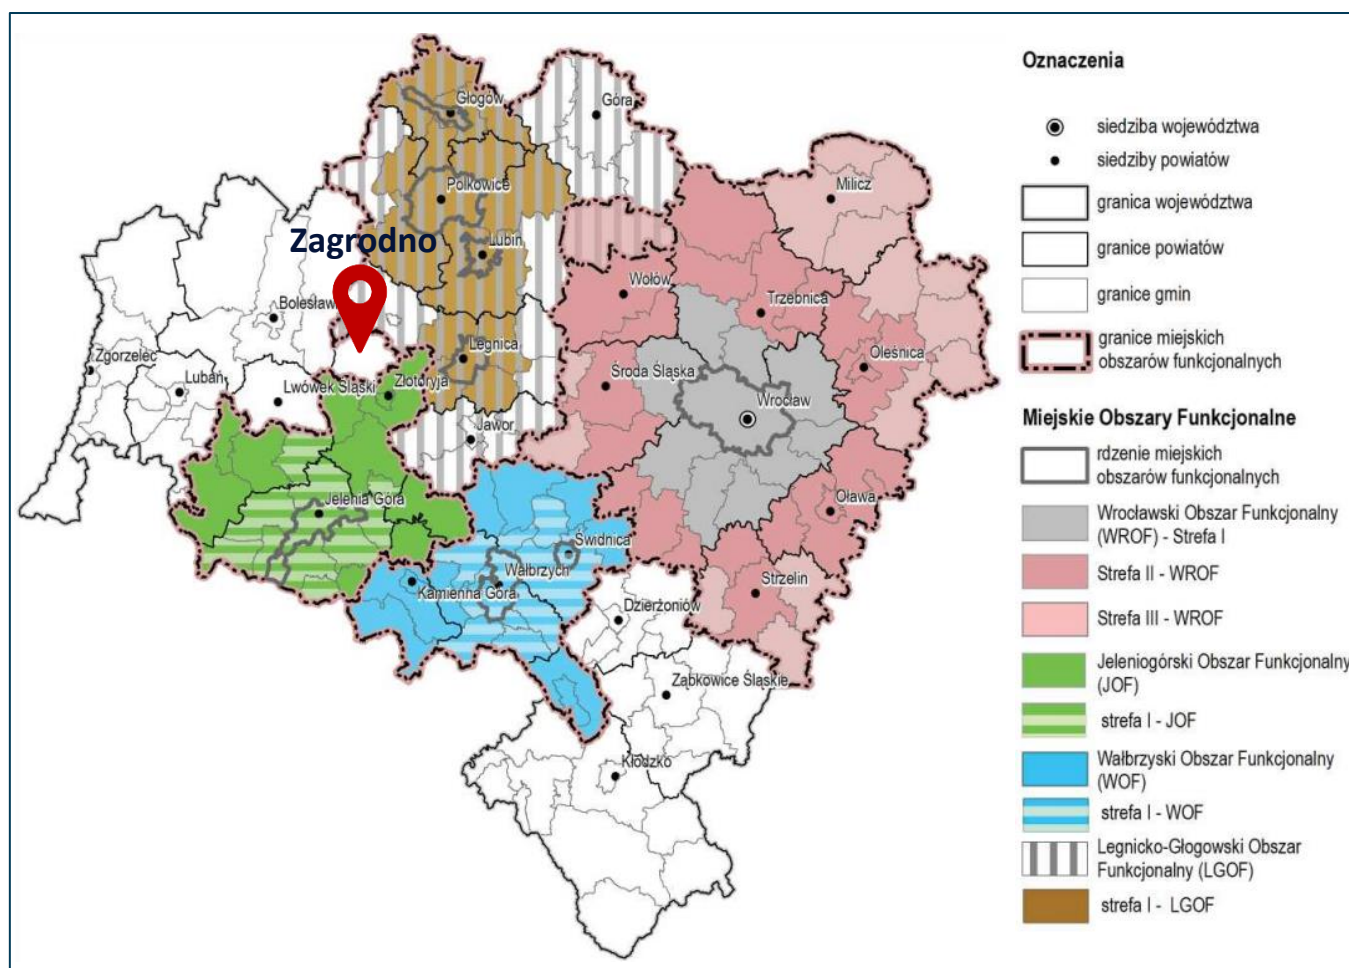 Głogów
Góra
Milicz
Polkowice
Zagrodno
Lubin
Wołów
Trzebnica
Bolesław
Legnica
Oleśnica
Zgorzelec
Lubań
Lwówek Śląski
Złotoryja
Środa Śląska
Wrocław
Jawor
Jelenia Góra
Oława
Świdnica
Wałbrzych
Kamienna Góra
Strzelin
Dzierżoniów
Ząbkowice Śląskie
Kłodzko
Oznaczenia
siedziba województwa
siedziby powiatów
granica województwa
granice powiatów
granice gmin
granice miejskich
obszarów funkcjonalnych
Miejskie Obszary Funkcjonalne
rdzenie miejskich
obszarów funkcjonalnych
Wrocławski Obszar Funkcjonalny
(WROF) - Strefa I
Strefa II - WROF
Strefa III - WROF
Jeleniogórski Obszar Funkcjonalny
(JOF)
strefa I - JOF
Wałbrzyski Obszar Funkcjonalny
(WOF)
strefa I - WOF
Legnicko-Głogowski Obszar
Funkcjonalny (LGOF)
strefa I - LGOF